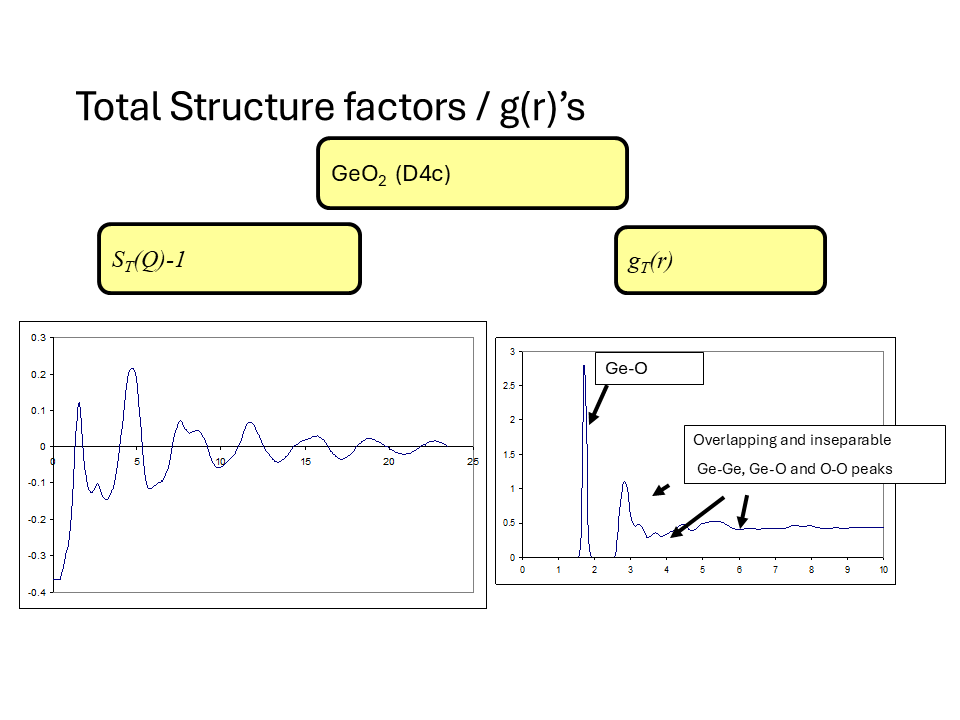 Total Structure factors / g(r)’s
GeO₂ (D4c)
S_T(Q)-1
g_T(r)
0.3
0.2
0.1
0
-0.1
-0.2
-0.3
-0.4
0 5 10 15 20 25
3
2.5
2
1.5
1
0.5
0
0 1 2 3 4 5 6 7 8 9 10
Ge-O
Overlapping and inseparable
Ge-Ge, Ge-O and O-O peaks